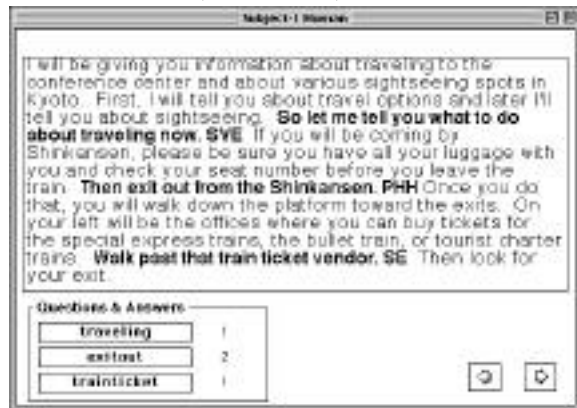 Subject-1 Human
I will be giving you information about traveling to the
conference center and about various sightseeing spots in
Kyoto. First, I will tell you about travel options and later I'll
tell you about sightseeing. So let me tell you what to do
about traveling now. SVE If you will be coming by
Shinkansen, please be sure you have all your luggage with
you and check your seat number before you leave the
train. Then exit out from the Shinkansen. PHH Once you do
that, you will walk down the platform toward the exits. On
your left will be the offices where you can buy tickets for
the special express trains, the bullet train, or tourist charter
trains. Walk past that train ticket vendor. SE Then look for
your exit.
Questions & Answers
traveling 1
exitout 2
trainticket 1